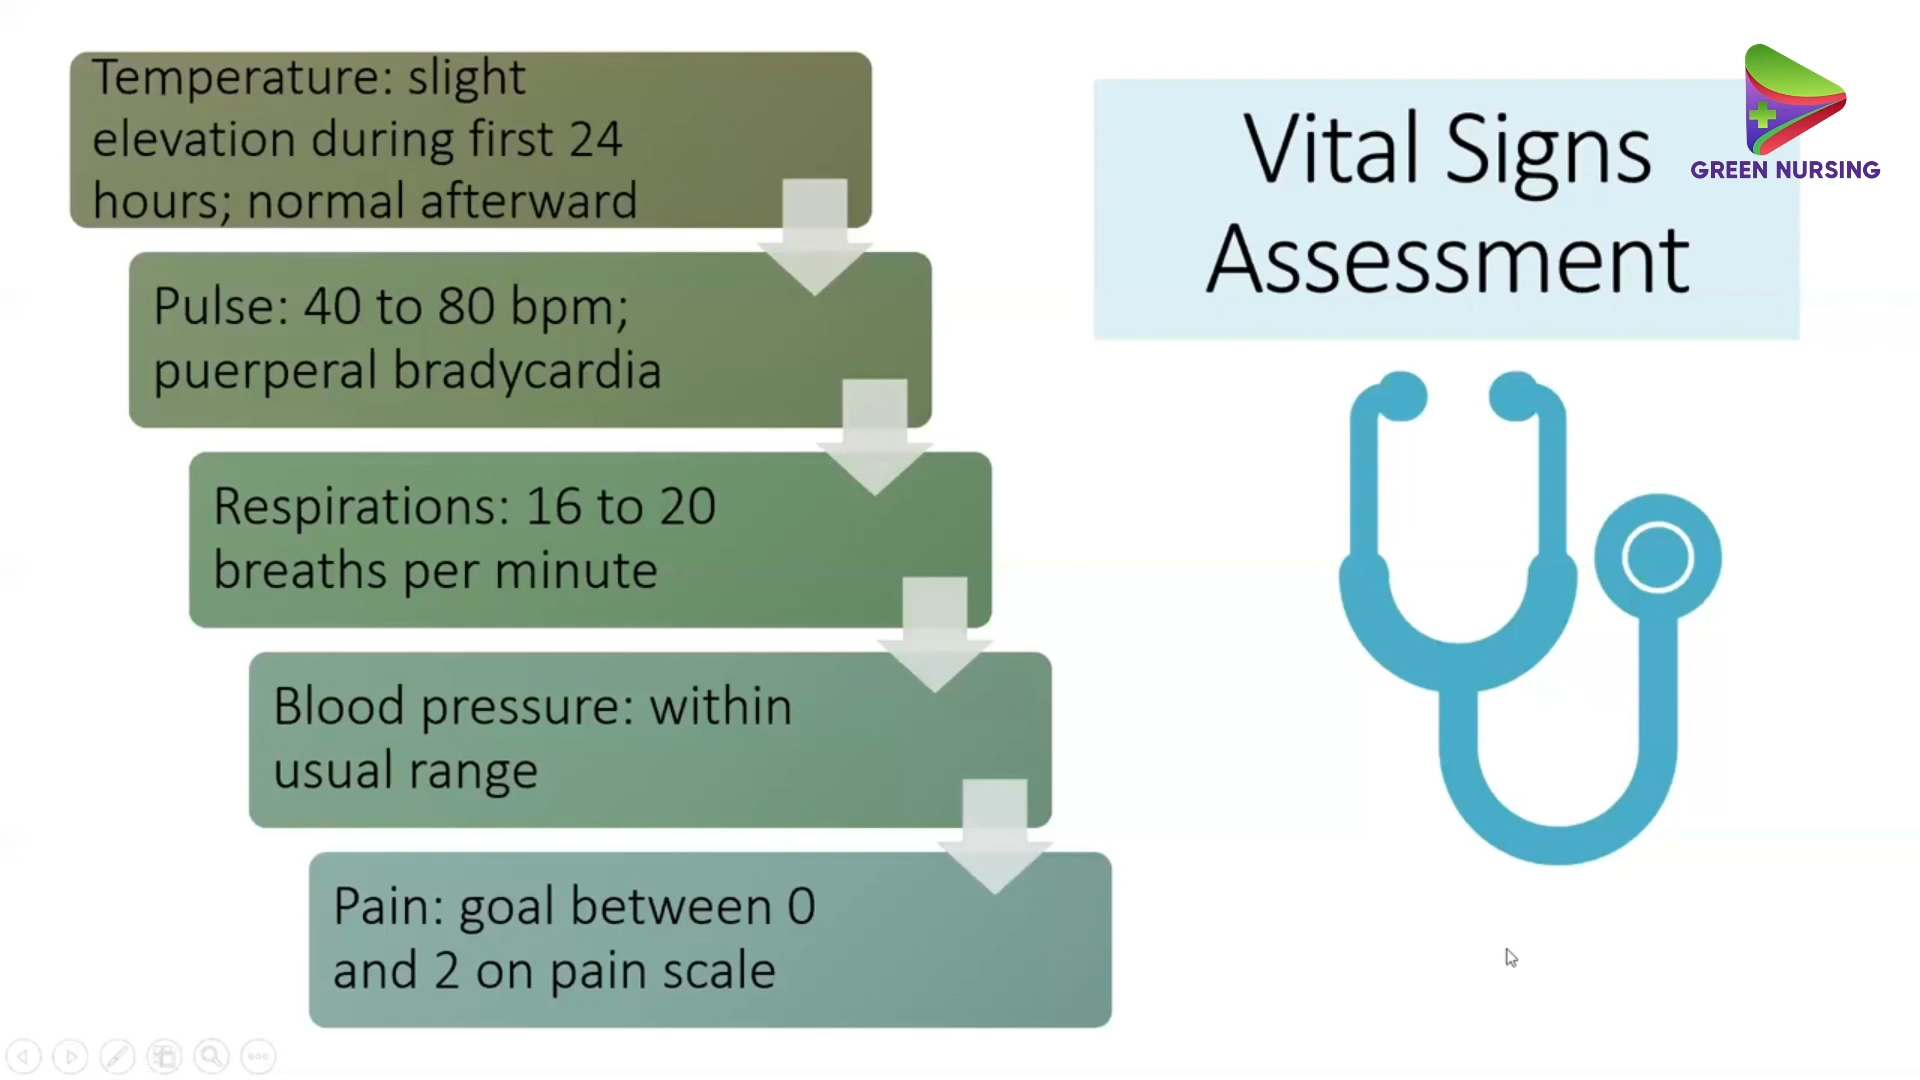 Temperature: slight
elevation during first 24
hours; normal afterward
Pulse: 40 to 80 bpm;
puerperal bradycardia
Respirations: 16 to 20
breaths per minute
Blood pressure: within
usual range
Pain: goal between 0
and 2 on pain scale
Vital Signs
Assessment
GREEN NURSING